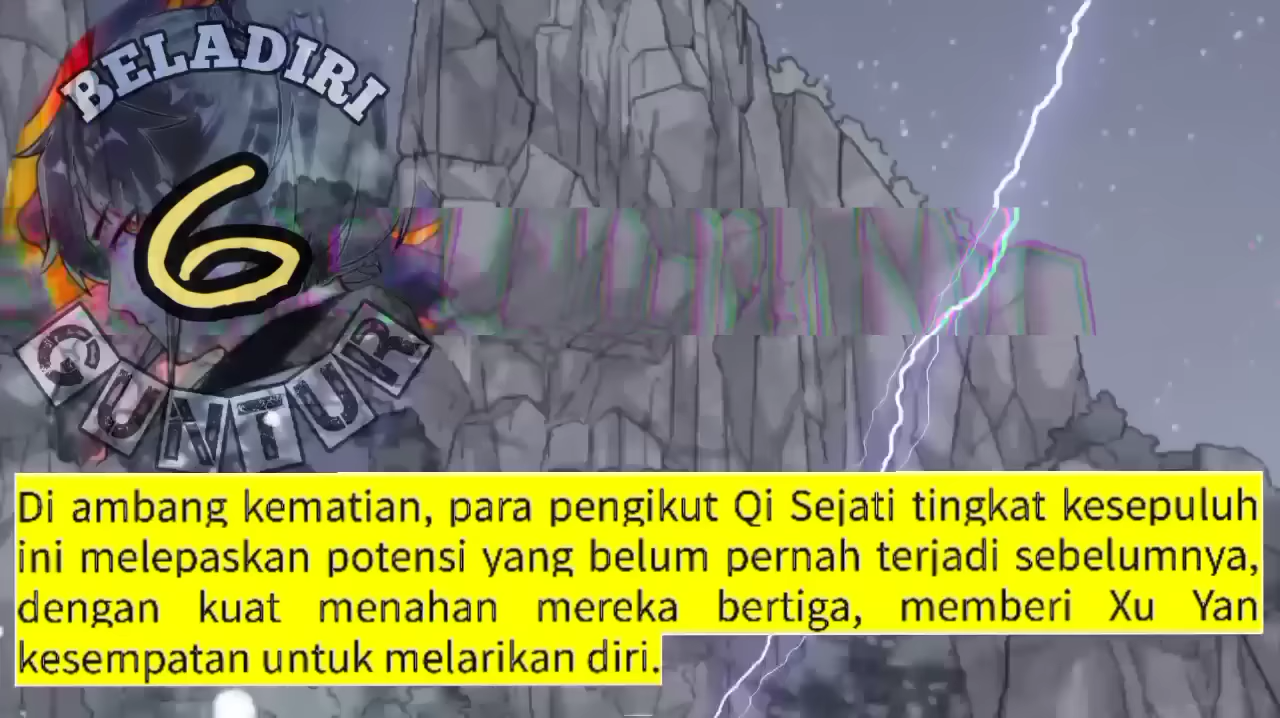 BELADIRI
6
GUNTUR
Di ambang kematian, para pengikut Qi Sejati tingkat kesepuluh
ini melepaskan potensi yang belum pernah terjadi sebelumnya,
dengan kuat menahan mereka bertiga, memberi Xu Yan
kesempatan untuk melarikan diri.